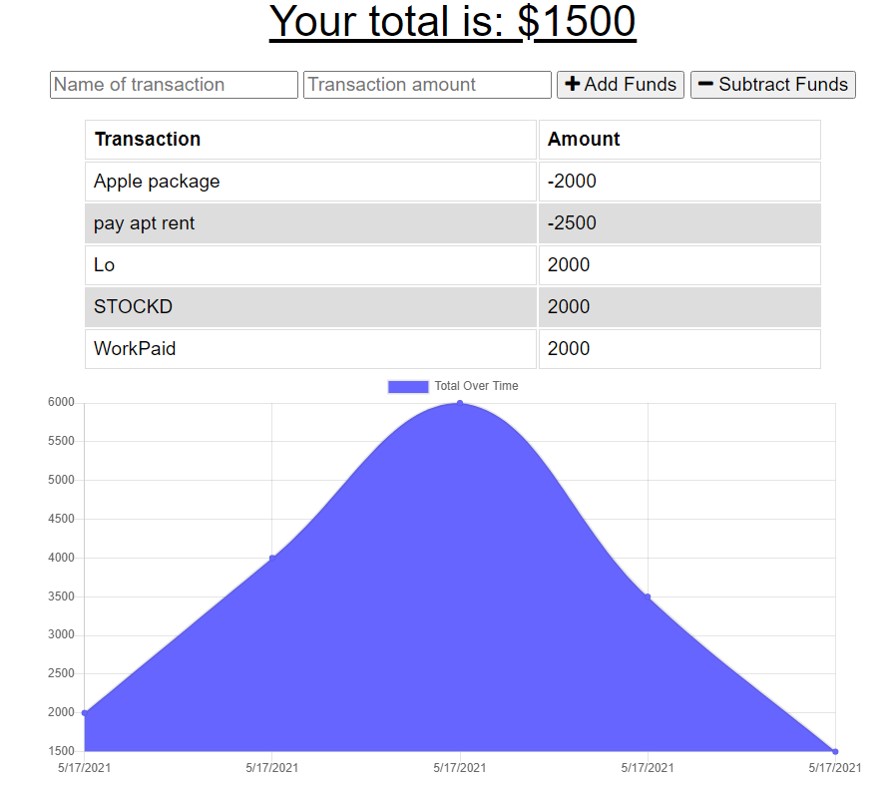 Your total is: $1500
Name of transaction Transaction amount Add Funds Subtract Funds
Transaction Amount
Apple package -2000
pay apt rent -2500
Lo 2000
STOCKD 2000
WorkPaid 2000
Total Over Time
6000
5500
5000
4500
4000
3500
3000
2500
2000
1500
5/17/2021 5/17/2021 5/17/2021 5/17/2021 5/17/2021